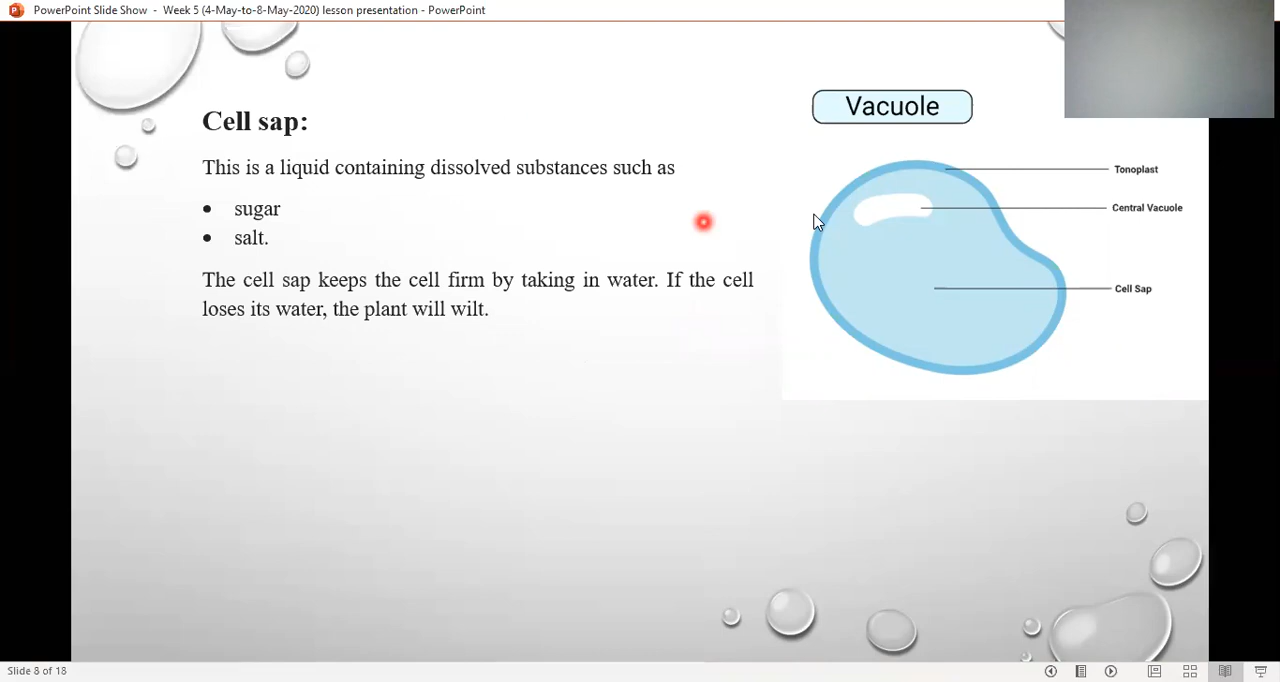 PowerPoint Slide Show - Week 5 (4-May-to-8-May-2020) lesson presentation - PowerPoint
Cell sap:
This is a liquid containing dissolved substances such as
• sugar
• salt.
The cell sap keeps the cell firm by taking in water. If the cell
loses its water, the plant will wilt.
Vacuole
Tonoplast
Central Vacuole
Cell Sap
Slide 8 of 18